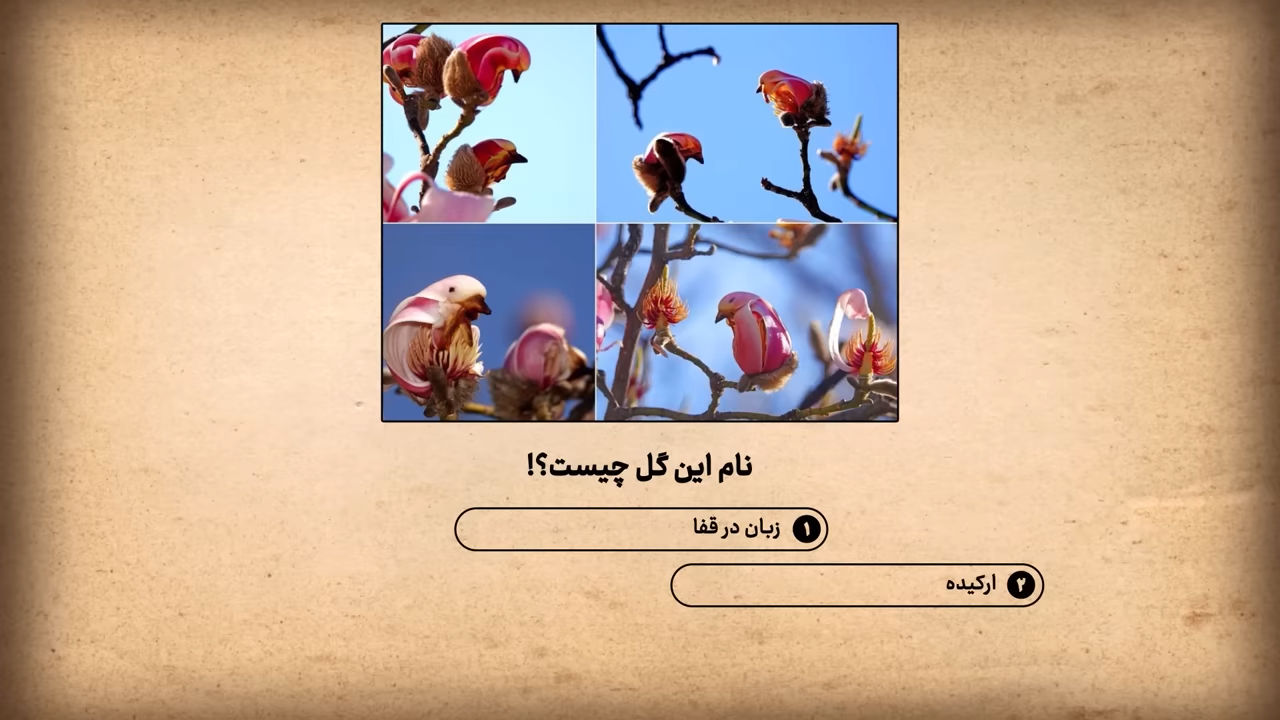 نام این گل چیست؟!
۱ زبان در قفا
۲ ارکیده